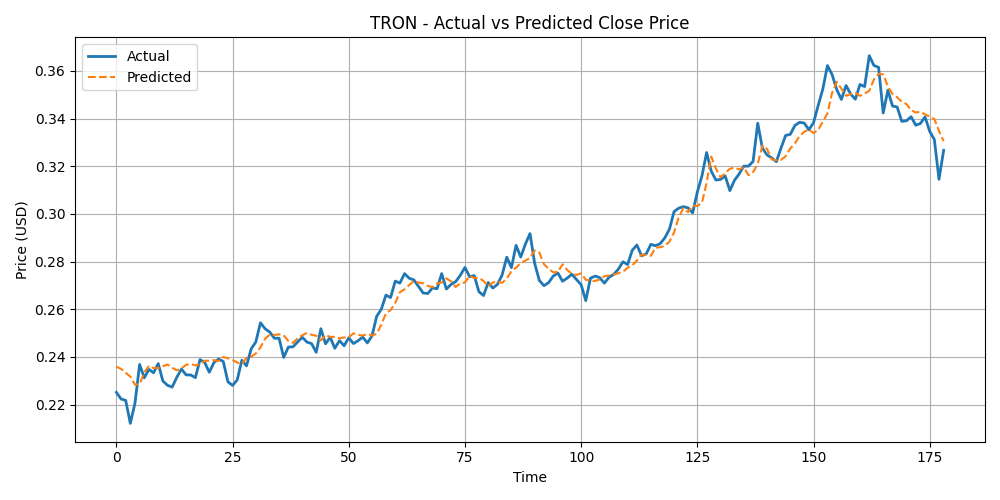 TRON - Actual vs Predicted Close Price
Actual
Predicted
Price (USD)
0.36
0.34
0.32
0.30
0.28
0.26
0.24
0.22
0 25 50 75 100 125 150 175
Time